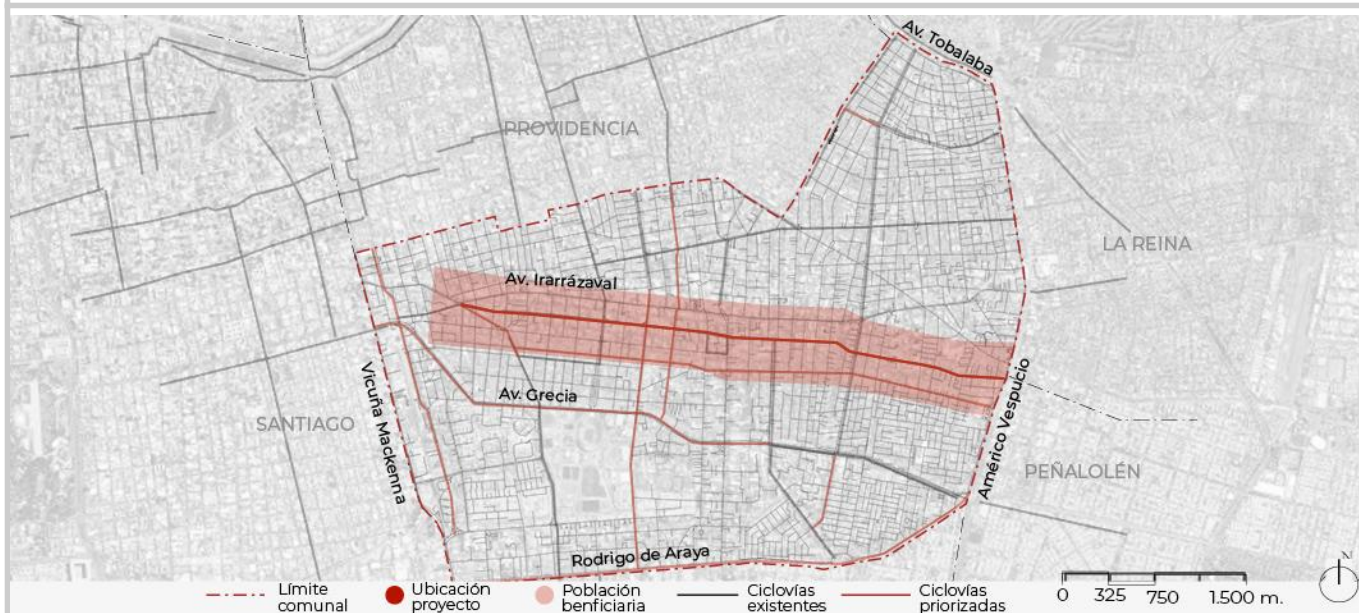 Av. Tobalaba
PROVIDENCIA
LA REINA
Av. Irarrázaval
Vicuña Mackenna
Av. Grecia
SANTIAGO
Américo Vespucio
PEÑALOLÉN
Rodrigo de Araya
N
Límite
comunal
Ubicación
proyecto
Población
benficiaria
Ciclovías
existentes
Ciclovías
priorizadas
0 325 750 1.500 m.